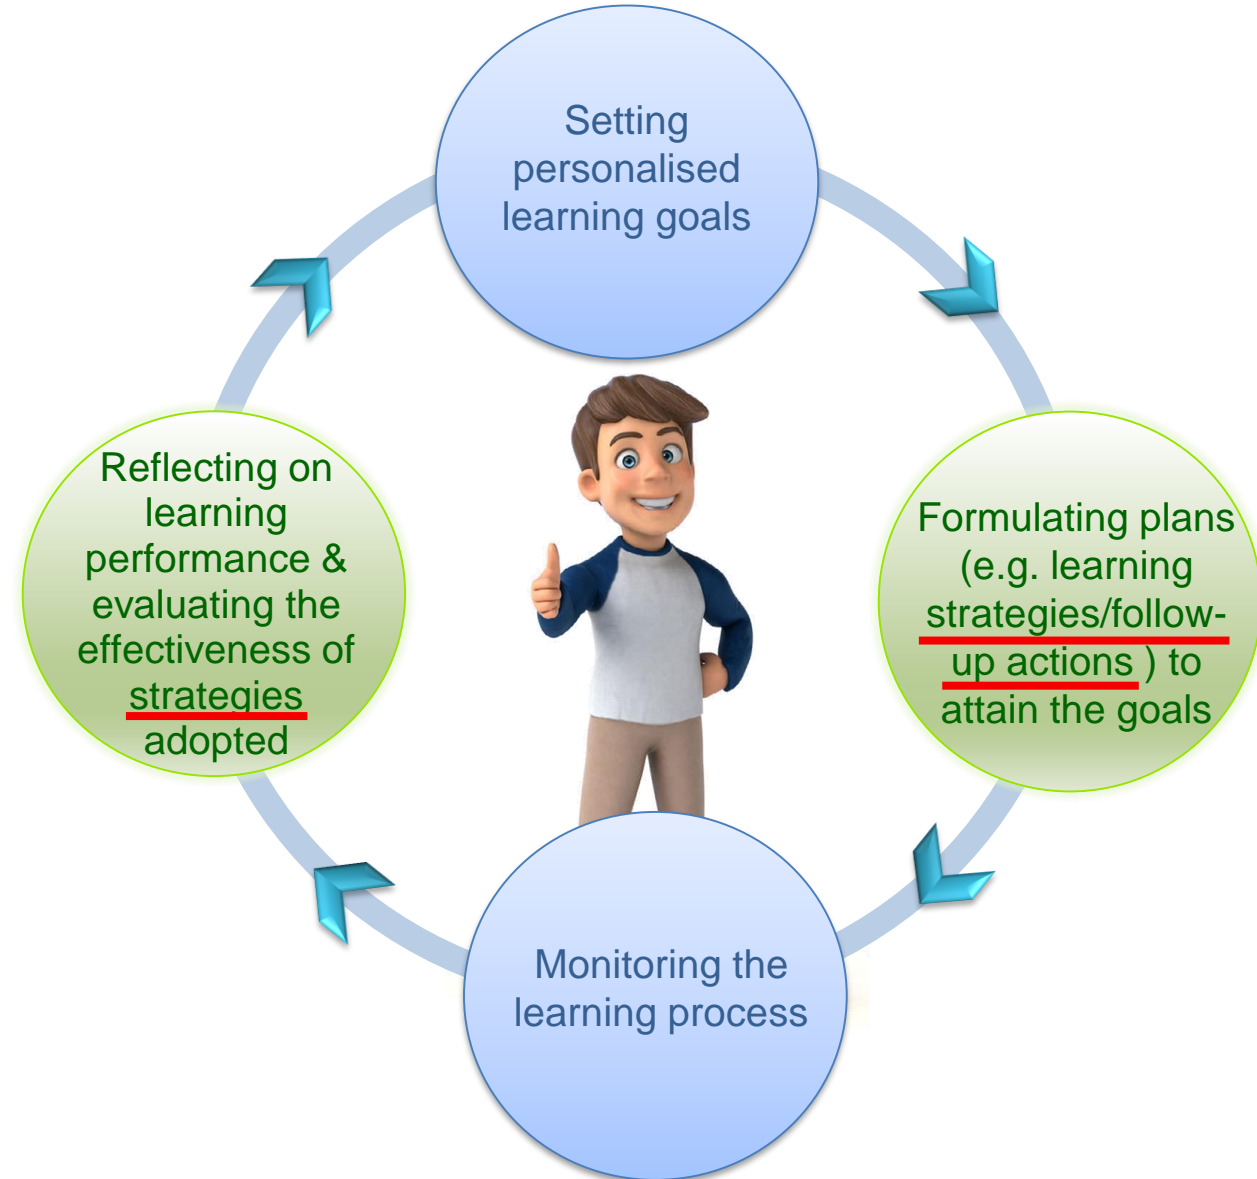 Setting
personalised
learning goals
Formulating plans
(e.g. learning
strategies/follow-
up actions ) to
attain the goals
Monitoring the
learning process
Reflecting on
learning
performance &
evaluating the
effectiveness of
strategies
adopted